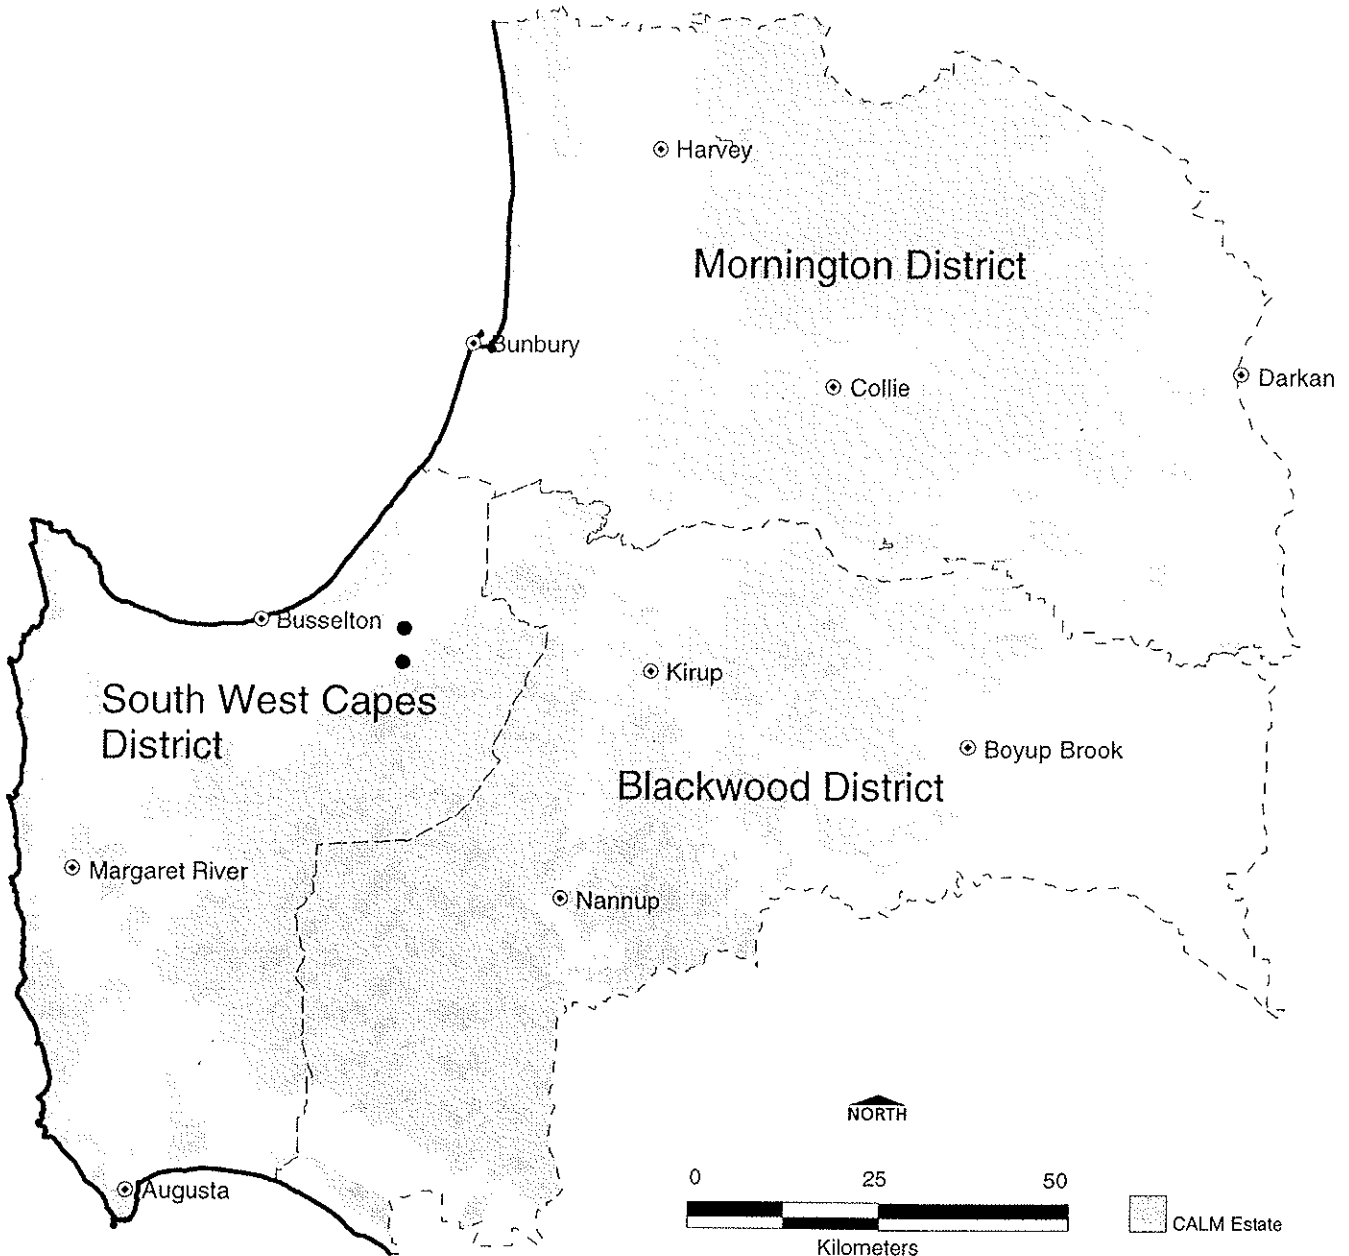 Harvey
Mornington District
Bunbury
Collie
Darkan
Busselton
Kirup
South West Capes
District
Boyup Brook
Blackwood District
Margaret River
Nannup
NORTH
0 25 50
Augusta
CALM Estate
Kilometers